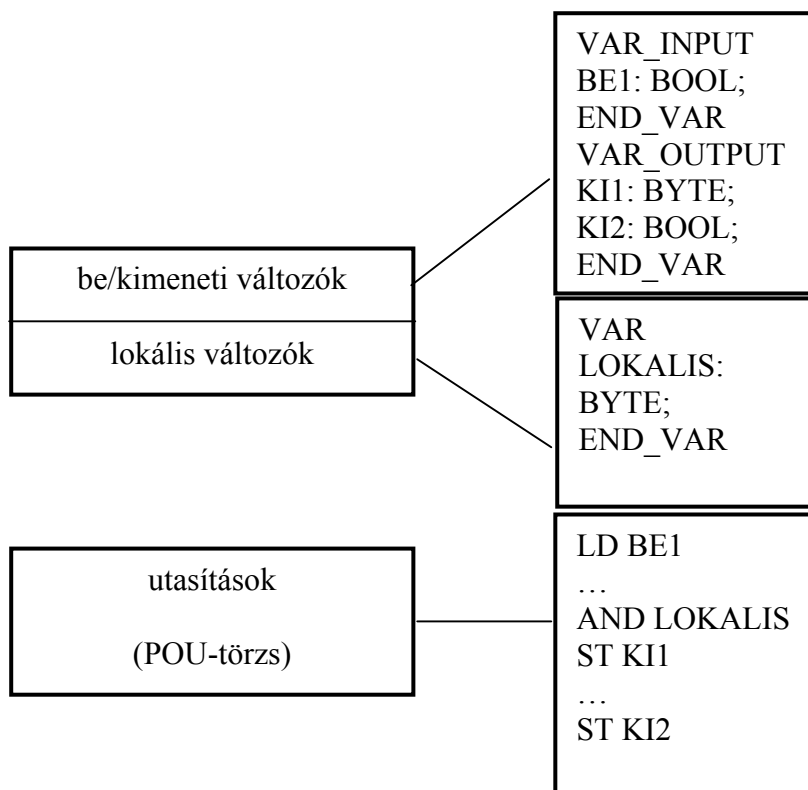 VAR_INPUT
BE1: BOOL;
END_VAR
VAR_OUTPUT
KI1: BYTE;
KI2: BOOL;
END_VAR
be/kimeneti változók
lokális változók
VAR
LOKALIS:
BYTE;
END_VAR
utasítások
(POU-törzs)
LD BE1
…
AND LOKALIS
ST KI1
…
ST KI2